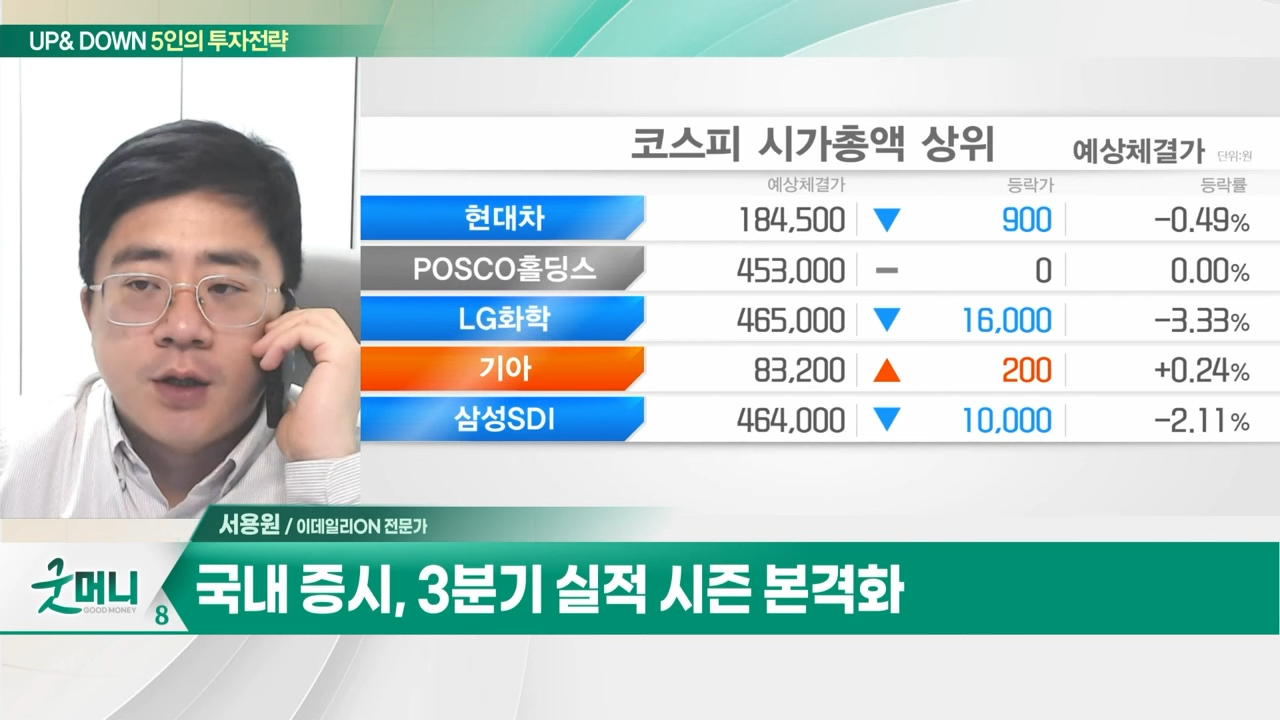 UP& DOWN 5인의 투자전략
코스피 시가총액 상위 예상체결가 단위:원
예상체결가 등락가 등락률
현대차 184,500 ▼ 900 -0.49%
POSCO홀딩스 453,000 - 0 0.00%
LG화학 465,000 ▼ 16,000 -3.33%
기아 83,200 ▲ 200 +0.24%
삼성SDI 464,000 ▼ 10,000 -2.11%
서용원 / 이데일리ON 전문가
굿머니
GOOD MONEY
8
국내 증시, 3분기 실적 시즌 본격화